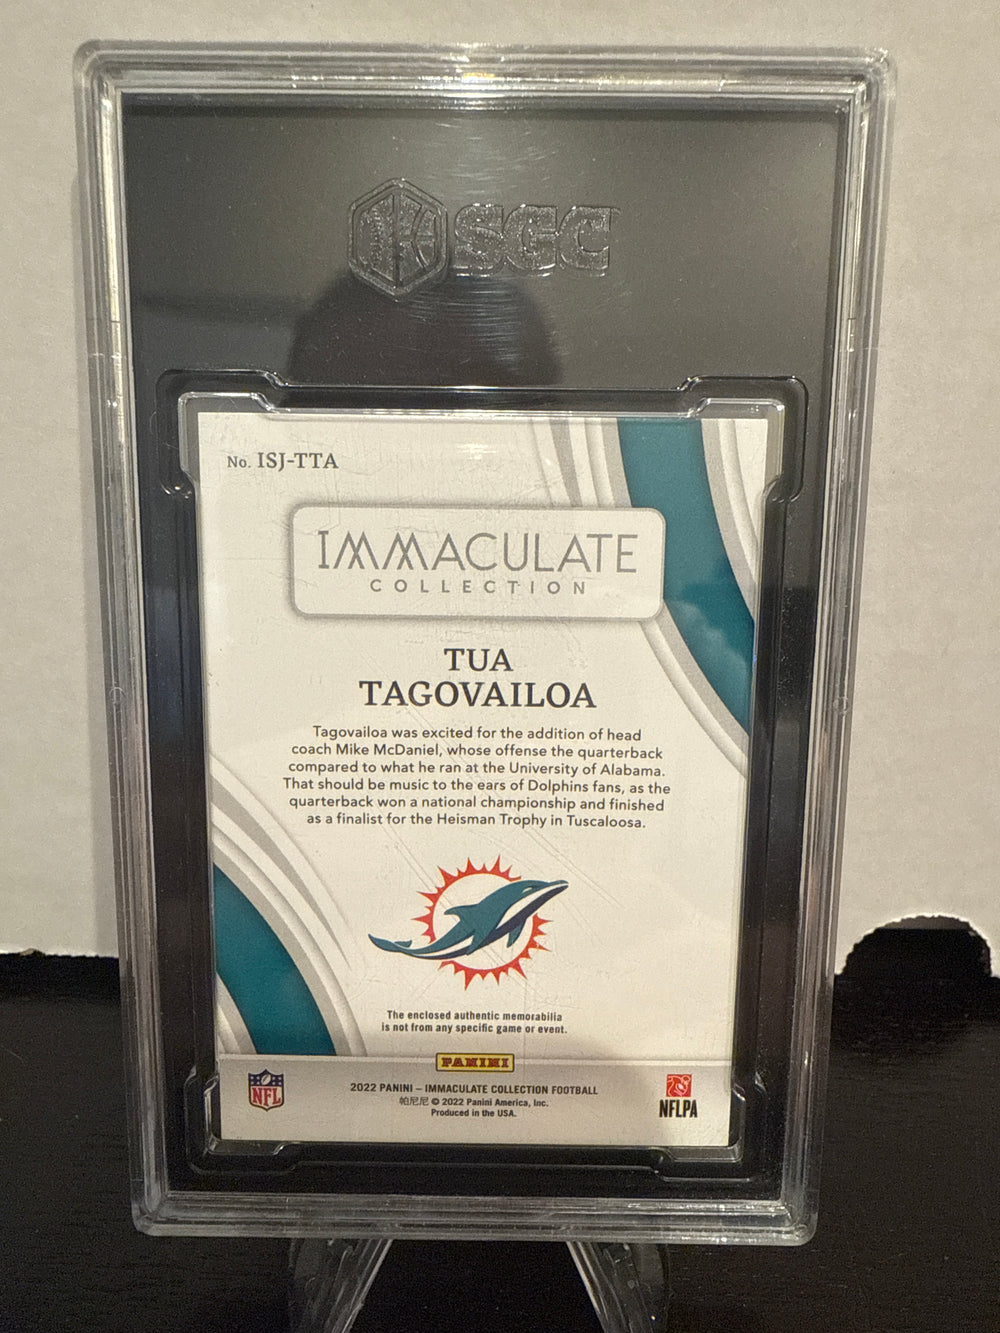 SGC
No. ISJ-TTA
IMMACULATE
COLLECTION
TUA
TAGOVAILOA
Tagovailoa was excited for the addition of head
coach Mike McDaniel, whose offense the quarterback
compared to what he ran at the University of Alabama.
That should be music to the ears of Dolphins fans, as the
quarterback won a national championship and finished
as a finalist for the Heisman Trophy in Tuscaloosa.
The enclosed authentic memorabilia
is not from any specific game or event.
PANINI
NFL
2022 PANINI – IMMACULATE COLLECTION FOOTBALL
帕尼尼 © 2022 Panini America, Inc.
Produced in the USA.
NFLPA